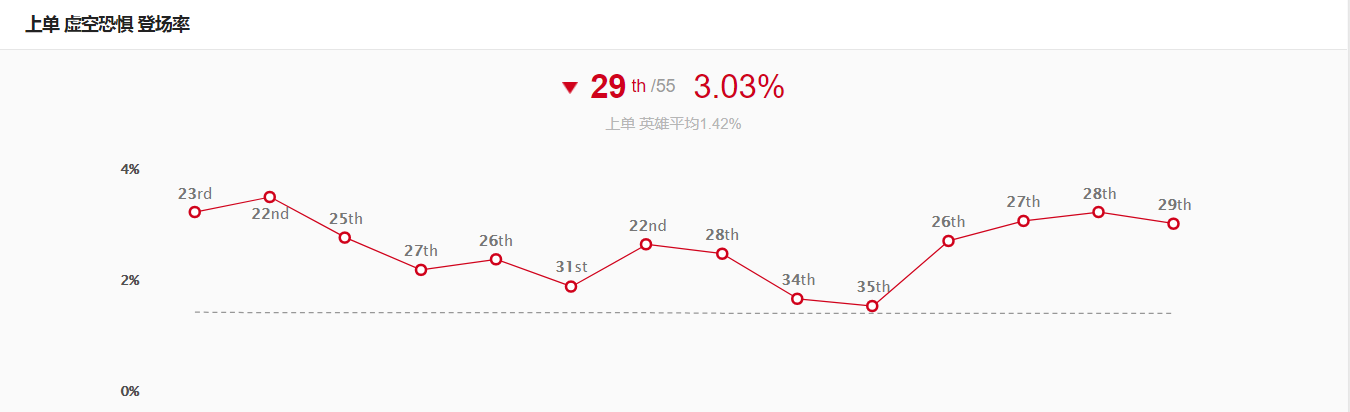 上单 虚空恐惧 登场率
29 th /55 3.03%
上单 英雄平均1.42%
4%
23rd
22nd
25th
27th
26th
31st
22nd
28th
34th
35th
26th
27th
28th
29th
2%
0%